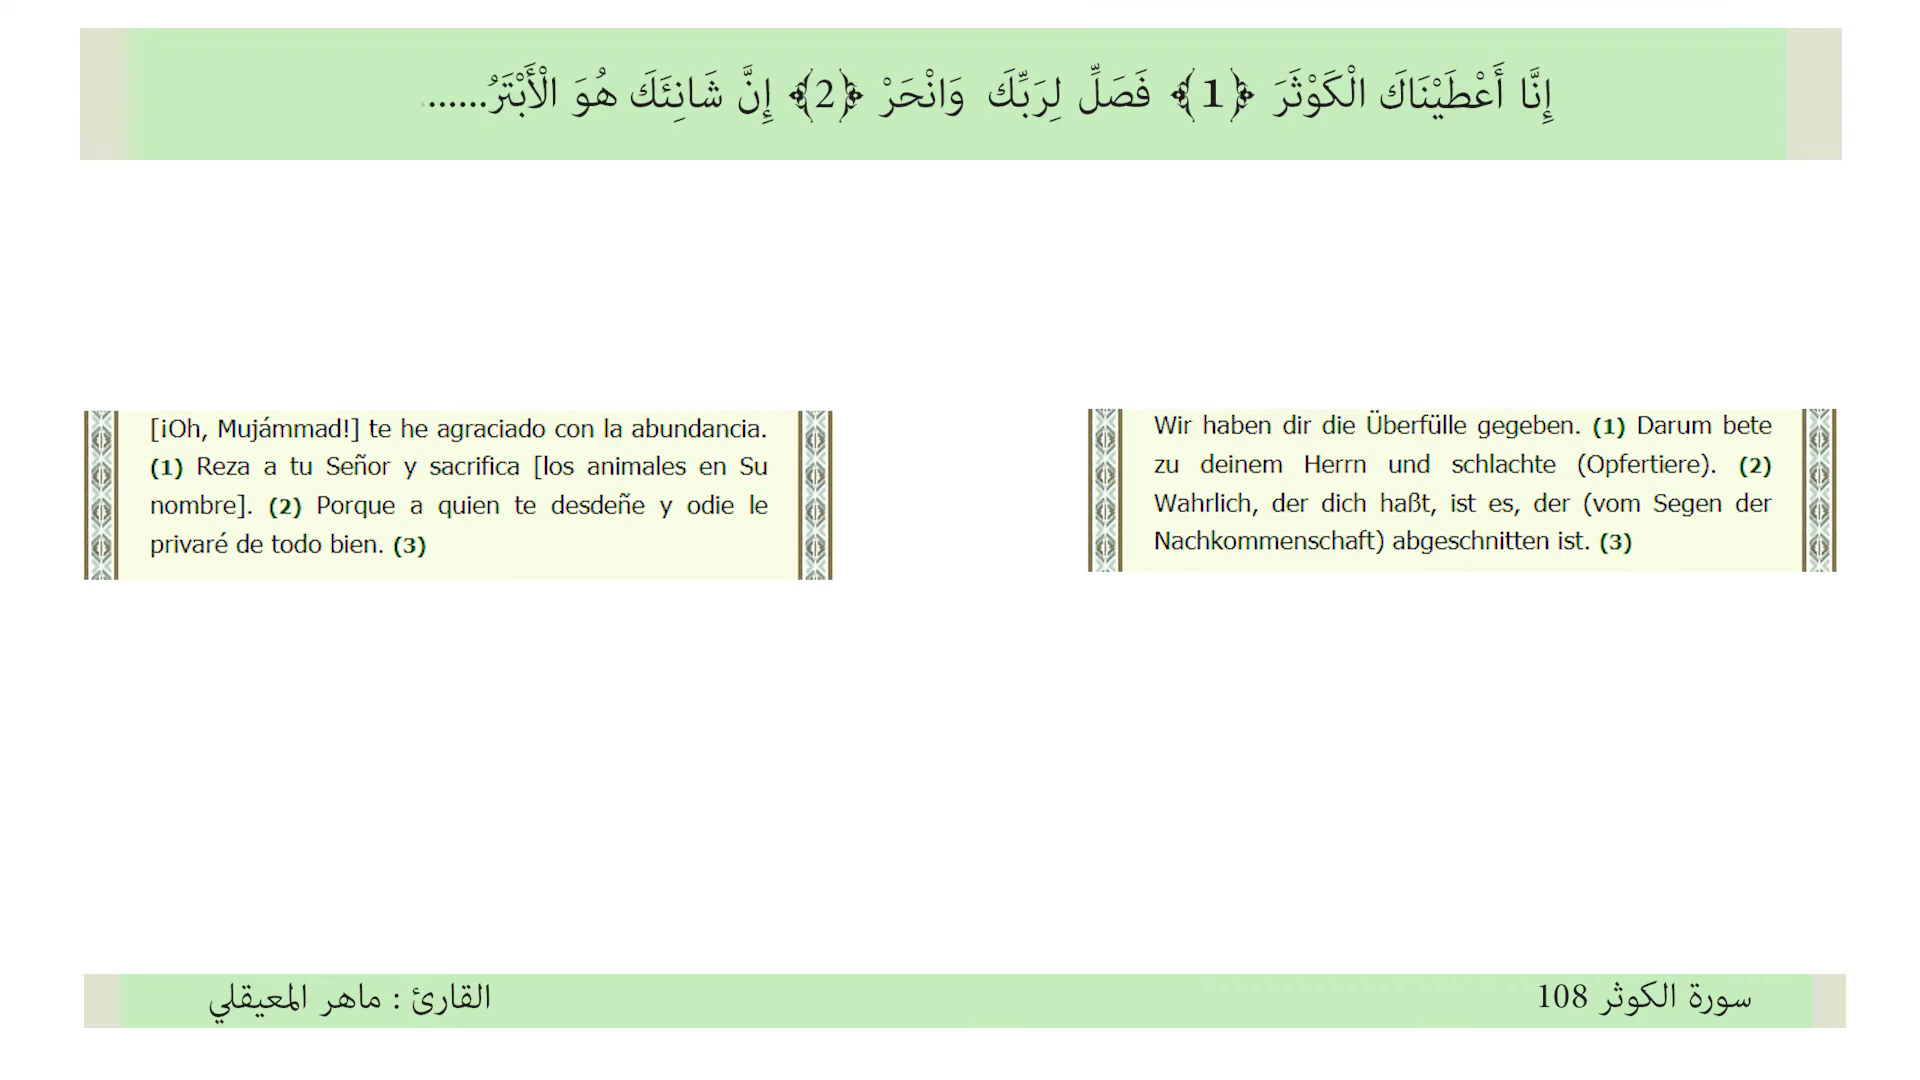 إِنَّا أَعْطَيْنَاكَ الْكَوْثَرَ ﴿1﴾ فَصَلِّ لِرَبِّكَ وَانْحَرْ ﴿2﴾ إِنَّ شَانِئَكَ هُوَ الْأَبْتَرُ......
[¡Oh, Mujámmad!] te he agraciado con la abundancia.
(1) Reza a tu Señor y sacrifica [los animales en Su
nombre]. (2) Porque a quien te desdeñe y odie le
privaré de todo bien. (3)
Wir haben dir die Überfülle gegeben. (1) Darum bete
zu deinem Herrn und schlachte (Opfertiere). (2)
Wahrlich, der dich haßt, ist es, der (vom Segen der
Nachkommenschaft) abgeschnitten ist. (3)
سورة الكوثر 108
القارئ : ماهر المعيقلي